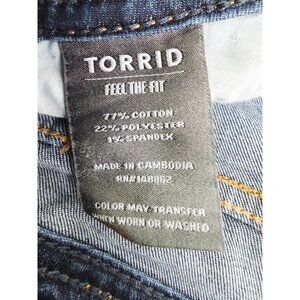 TORRID
FEEL THE FIT
77% COTTON
22% POLYESTER
1% SPANDEX
MADE IN CAMBODIA
RN#148862
COLOR MAY TRANSFER
WHEN WORN OR WASHED